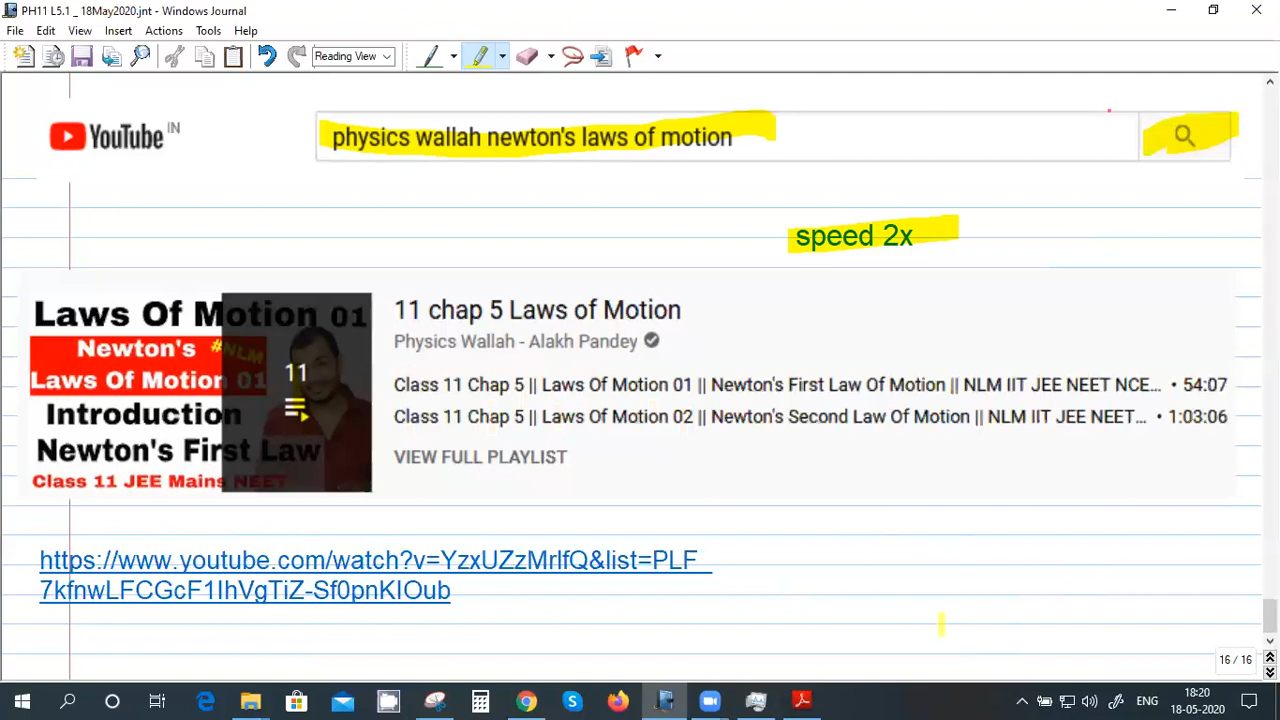 PH11 L5.1 _ 18May2020.jnt - Windows Journal
File Edit View Insert Actions Tools Help
Reading View
YouTube IN
physics wallah newton's laws of motion
speed 2x
Laws Of Motion 01
Newton's #NLM
Laws Of Motion 01
Introduction
Newton's First Law
Class 11 JEE Mains NEET
11
11 chap 5 Laws of Motion
Physics Wallah - Alakh Pandey
Class 11 Chap 5 || Laws Of Motion 01 || Newton's First Law Of Motion || NLM IIT JEE NEET NCE... • 54:07
Class 11 Chap 5 || Laws Of Motion 02 || Newton's Second Law Of Motion || NLM IIT JEE NEET... • 1:03:06
VIEW FULL PLAYLIST
https://www.youtube.com/watch?v=YzxUZzMrlfQ&list=PLF_
7kfnwLFCGcF1IhVgTiZ-Sf0pnKIOub
16 / 16
ENG
18:20
18-05-2020